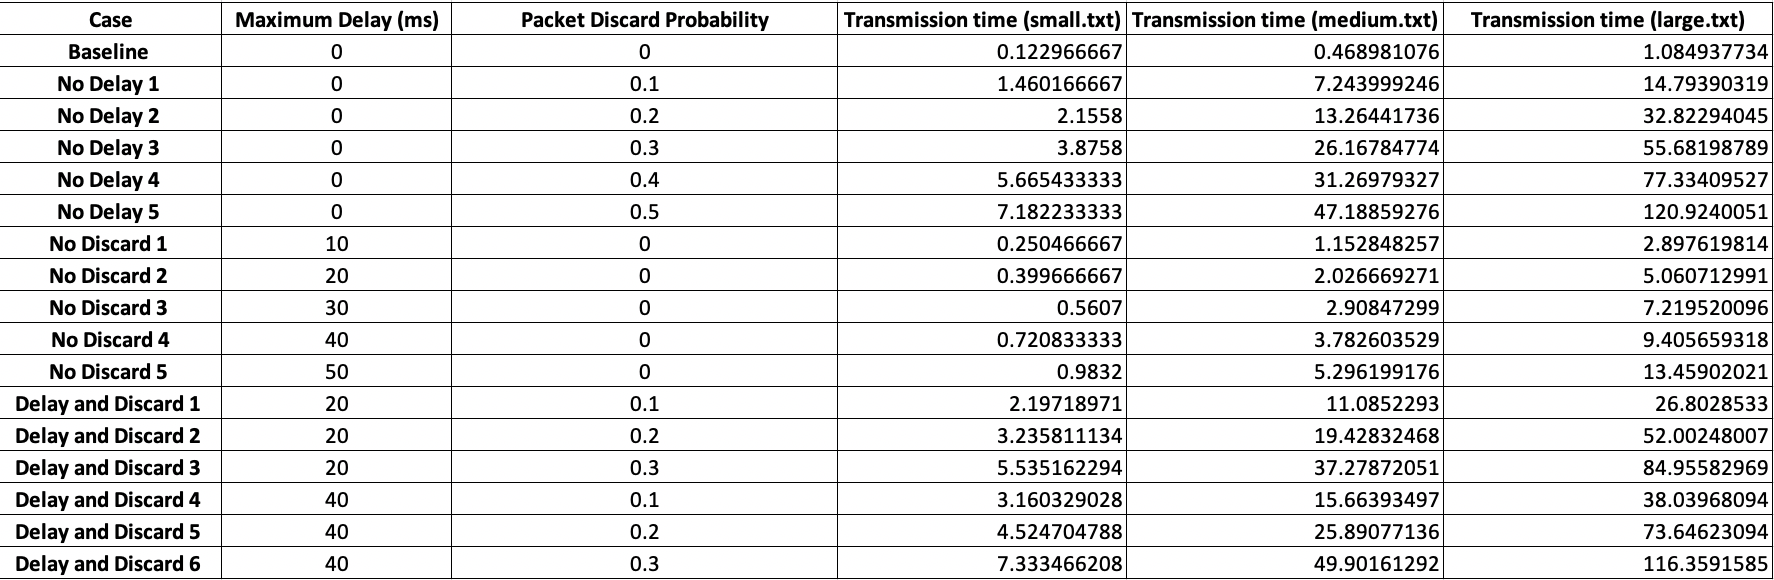 Case Maximum Delay (ms) Packet Discard Probability Transmission time (small.txt) Transmission time (medium.txt) Transmission time (large.txt)
Baseline 0 0 0.122966667 0.468981076 1.084937734
No Delay 1 0 0.1 1.460166667 7.243999246 14.79390319
No Delay 2 0 0.2 2.1558 13.26441736 32.82294045
No Delay 3 0 0.3 3.8758 26.16784774 55.68198789
No Delay 4 0 0.4 5.665433333 31.26979327 77.33409527
No Delay 5 0 0.5 7.182233333 47.18859276 120.9240051
No Discard 1 10 0 0.250466667 1.152848257 2.897619814
No Discard 2 20 0 0.399666667 2.026669271 5.060712991
No Discard 3 30 0 0.5607 2.90847299 7.219520096
No Discard 4 40 0 0.720833333 3.782603529 9.405659318
No Discard 5 50 0 0.9832 5.296199176 13.45902021
Delay and Discard 1 20 0.1 2.19718971 11.0852293 26.8028533
Delay and Discard 2 20 0.2 3.235811134 19.42832468 52.00248007
Delay and Discard 3 20 0.3 5.535162294 37.27872051 84.95582969
Delay and Discard 4 40 0.1 3.160329028 15.66393497 38.03968094
Delay and Discard 5 40 0.2 4.524704788 25.89077136 73.64623094
Delay and Discard 6 40 0.3 7.333466208 49.90161292 116.3591585